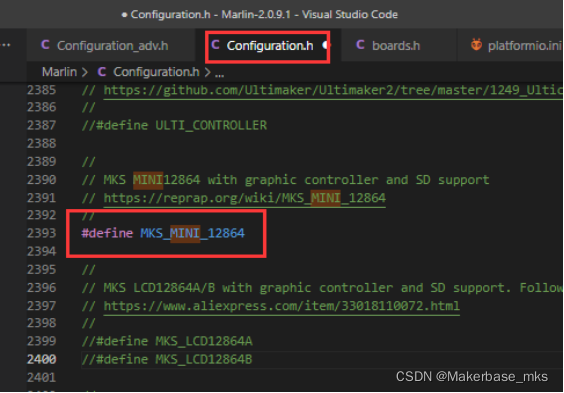 ● Configuration.h - Marlin-2.0.9.1 - Visual Studio Code
··· C Configuration_adv.h C Configuration.h ● C boards.h platformio.ini
Marlin > C Configuration.h > ...
2385 // https://github.com/Ultimaker/Ultimaker2/tree/master/1249_Ultic
2386 //
2387 //#define ULTI_CONTROLLER
2388
2389 //
2390 // MKS MINI12864 with graphic controller and SD support
2391 // https://reprap.org/wiki/MKS_MINI_12864
2392 //
2393 #define MKS_MINI_12864
2394
2395 //
2396 // MKS LCD12864A/B with graphic controller and SD support. Follow
2397 // https://www.aliexpress.com/item/33018110072.html
2398 //
2399 //#define MKS_LCD12864A
2400 //#define MKS_LCD12864B
2401
CSDN @Makerbase_mks